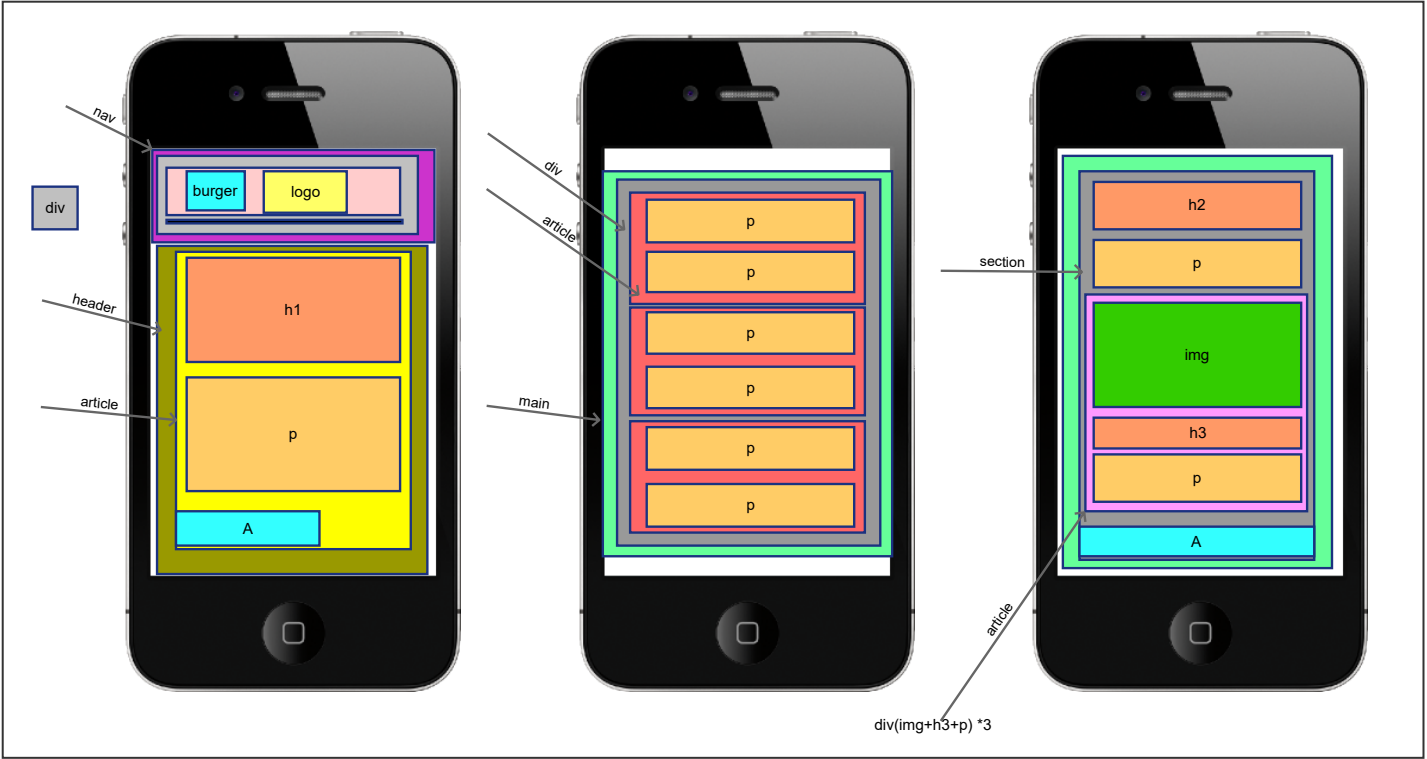 nav
div
burger
logo
header
h1
article
p
A
div
article
main
p
p
p
p
p
p
section
h2
p
img
h3
p
A
article
div(img+h3+p) *3